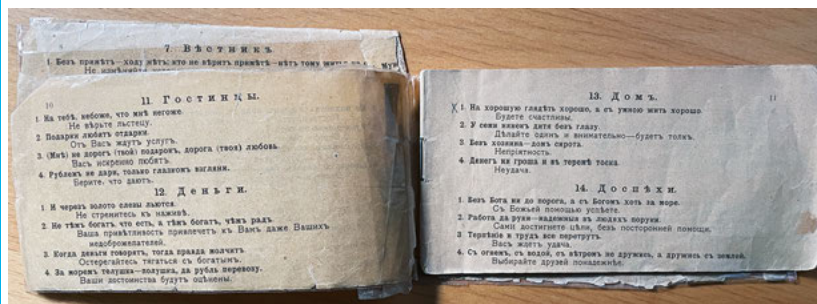 7. Вѣстникъ
1. Безъ примѣтъ—ходу нѣтъ; кто не вѣритъ примѣтѣ—нѣтъ тому
Не
10
11. Гостинцы.
1. На тебѣ, небоже, что мнѣ негоже.
Не вѣрьте льстецу.
2. Подарки любятъ отдарки.
Отъ Васъ ждутъ услугъ.
3. (Мнѣ) не дорогъ (твой) подарокъ, дорога (твоя) любовь.
Васъ искренно любятъ.
4. Рублемъ не дари, только глазкомъ взгляни.
Берите, что даютъ.
12. Деньги.
1. И черезъ золото слезы льются.
Не стремитесь къ наживѣ.
2. Не тѣмъ богатъ что есть, а тѣмъ богатъ, чѣмъ радъ.
Ваша привѣтливость привлечетъ къ Вамъ даже Вашихъ
недоброжелателей.
3. Когда деньги говорятъ, тогда правда молчитъ.
Остерегайтесь тягаться съ богатымъ.
4. За моремъ телушка—полушка, да рубль перевозу.
Ваши достоинства будутъ оцѣнены.
11
13. Домъ.
1. На хорошую глядѣть хорошо, а съ умною жить хорошо.
Будете счастливы.
2. У семи нянекъ дитя безъ глазу.
Дѣлайте одинъ и внимательно—будетъ толкъ.
3. Безъ хозяина—домъ сирота.
Непріятность.
4. Денегъ ни гроша и въ теремѣ тоска.
Неудача.
14. Доспѣхи.
1. Безъ Бога ни до порога, а съ Богомъ хоть за море.
Съ Божьей помощью успѣете.
2. Работа да руки—надежныя въ людяхъ поруки.
Сами достигнете цѣли, безъ посторонней помощи.
3 Терпѣніе и трудъ все перетрутъ.
Васъ ждетъ удача.
4. Съ огнемъ, съ водой, съ вѣтромъ не дружись, а дружись съ землей.
Выбирайте друзей понадежнѣе.